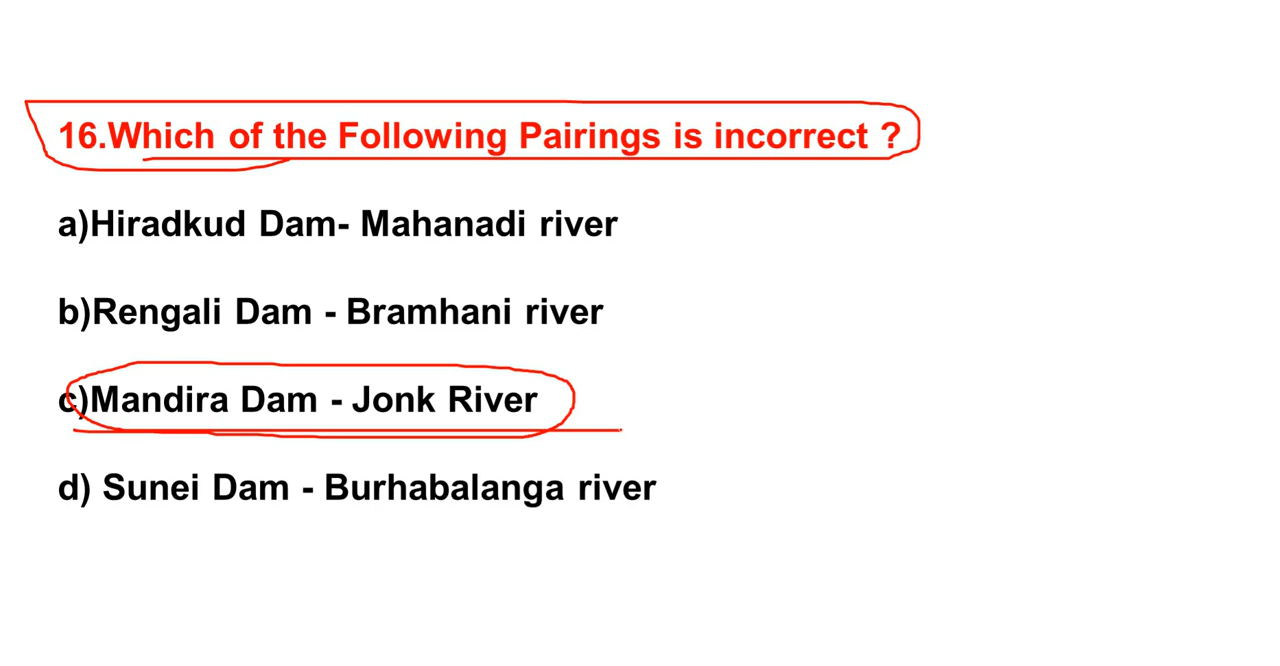 16.Which of the Following Pairings is incorrect ?
a)Hiradkud Dam- Mahanadi river
b)Rengali Dam - Bramhani river
c)Mandira Dam - Jonk River
d) Sunei Dam - Burhabalanga river